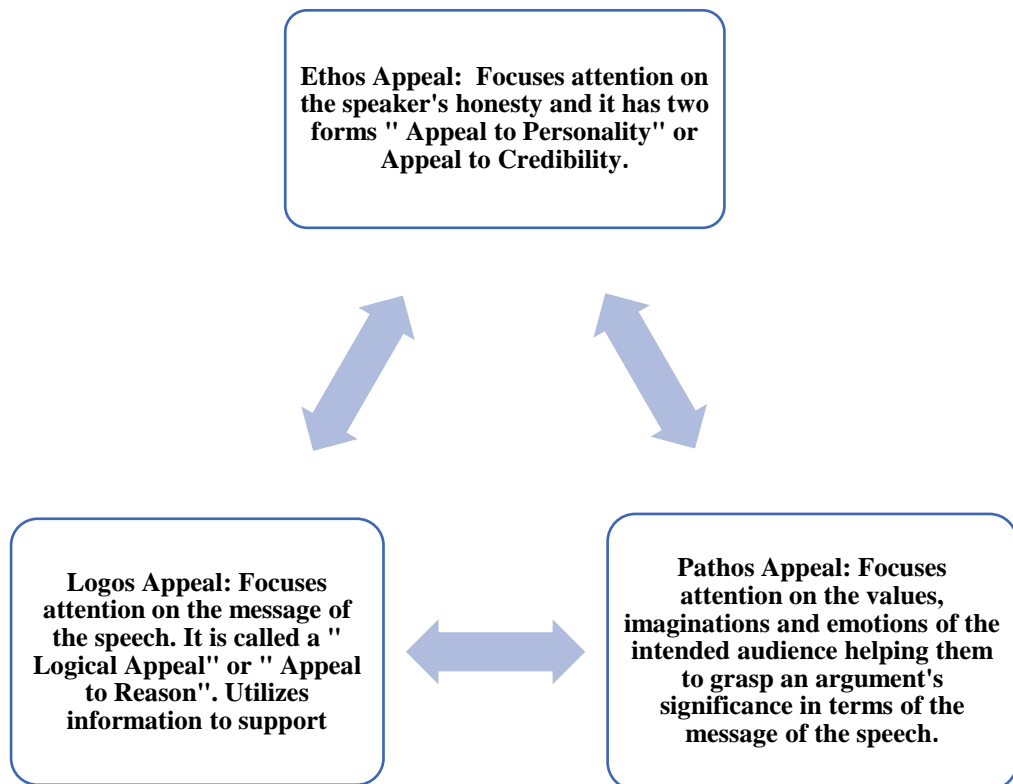 Ethos Appeal:  Focuses attention on
the speaker's honesty and it has two
forms " Appeal to Personality" or
Appeal to Credibility.
Logos Appeal: Focuses
attention on the message of
the speech. It is called a "
Logical Appeal" or " Appeal
to Reason". Utilizes
information to support
Pathos Appeal: Focuses
attention on the values,
imaginations and emotions of the
intended audience helping them
to grasp an argument's
significance in terms of the
message of the speech.